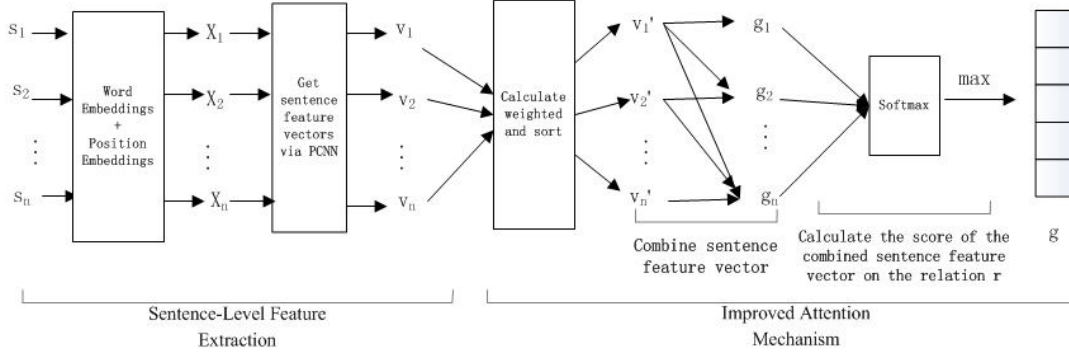 s1 X1 v1 v1' g1
s2 X2 v2 v2' g2
⋮ ⋮ ⋮ ⋮ ⋮
sn Xn vn vn' gn
Word
Embeddings
+
Position
Embeddings
Get
sentence
feature
vectors
via PCNN
Calculate
weighted
and sort
Softmax
max
g
Combine sentence
feature vector
Calculate the score of the
combined sentence feature
vector on the relation r
Sentence-Level Feature
Extraction
Improved Attention
Mechanism